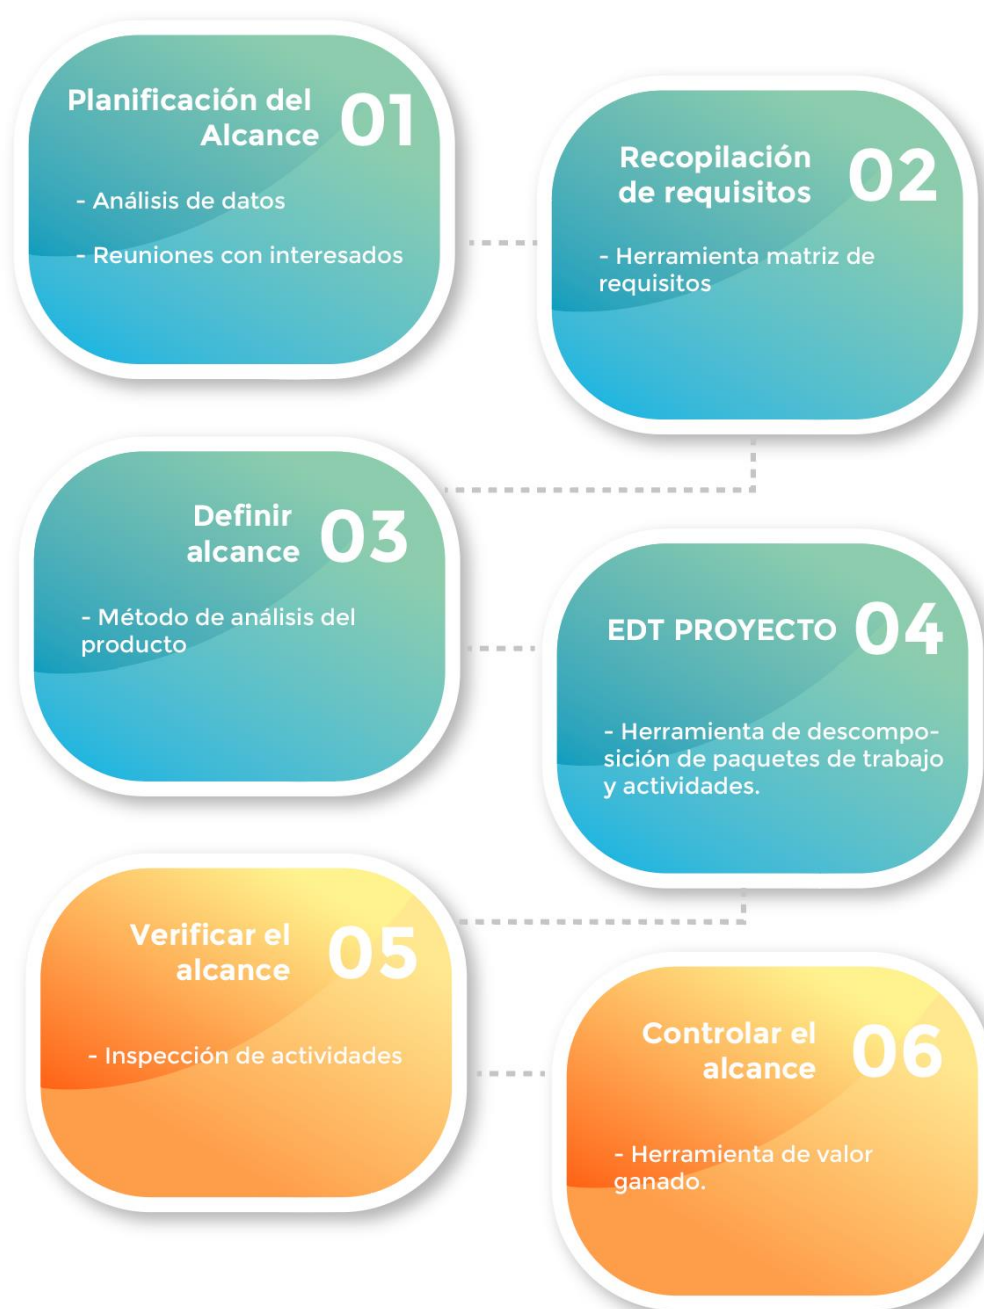 Planificación del
Alcance
01
- Análisis de datos
- Reuniones con interesados
Recopilación
de requisitos
02
- Herramienta matriz de
requisitos
Definir
alcance
03
- Método de análisis del
producto
EDT PROYECTO 04
- Herramienta de descompo-
sición de paquetes de trabajo
y actividades.
Verificar el
alcance
05
- Inspección de actividades
Controlar el
alcance
06
- Herramienta de valor
ganado.